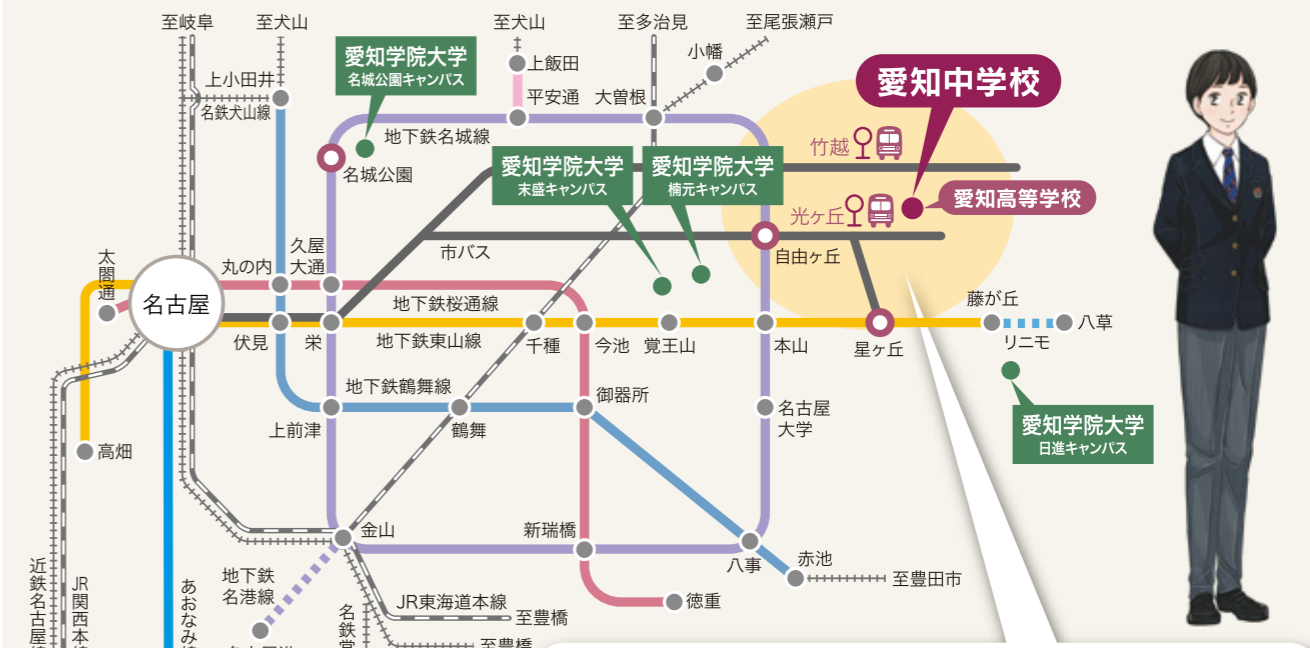 至岐阜
至犬山
至犬山
至多治見
至尾張瀬戸
愛知学院大学
名城公園キャンパス
上飯田
小幡
愛知中学校
上小田井
名鉄犬山線
平安通
大曽根
地下鉄名城線
竹越
名城公園
愛知学院大学
末盛キャンパス
愛知学院大学
楠元キャンパス
愛知高等学校
光ヶ丘
太閤通
名古屋
丸の内
久屋
大通
市バス
自由ヶ丘
地下鉄桜通線
藤が丘
八草
リニモ
伏見
栄
地下鉄東山線
千種
今池
覚王山
本山
星ヶ丘
地下鉄鶴舞線
御器所
上前津
鶴舞
名古屋
大学
愛知学院大学
日進キャンパス
高畑
金山
新瑞橋
八事
赤池
至豊田市
近鉄名古屋線
JR関西本線
あおなみ線
地下鉄
名港線
名鉄常
JR東海道本線
至豊橋
徳重
至豊橋
名古屋港